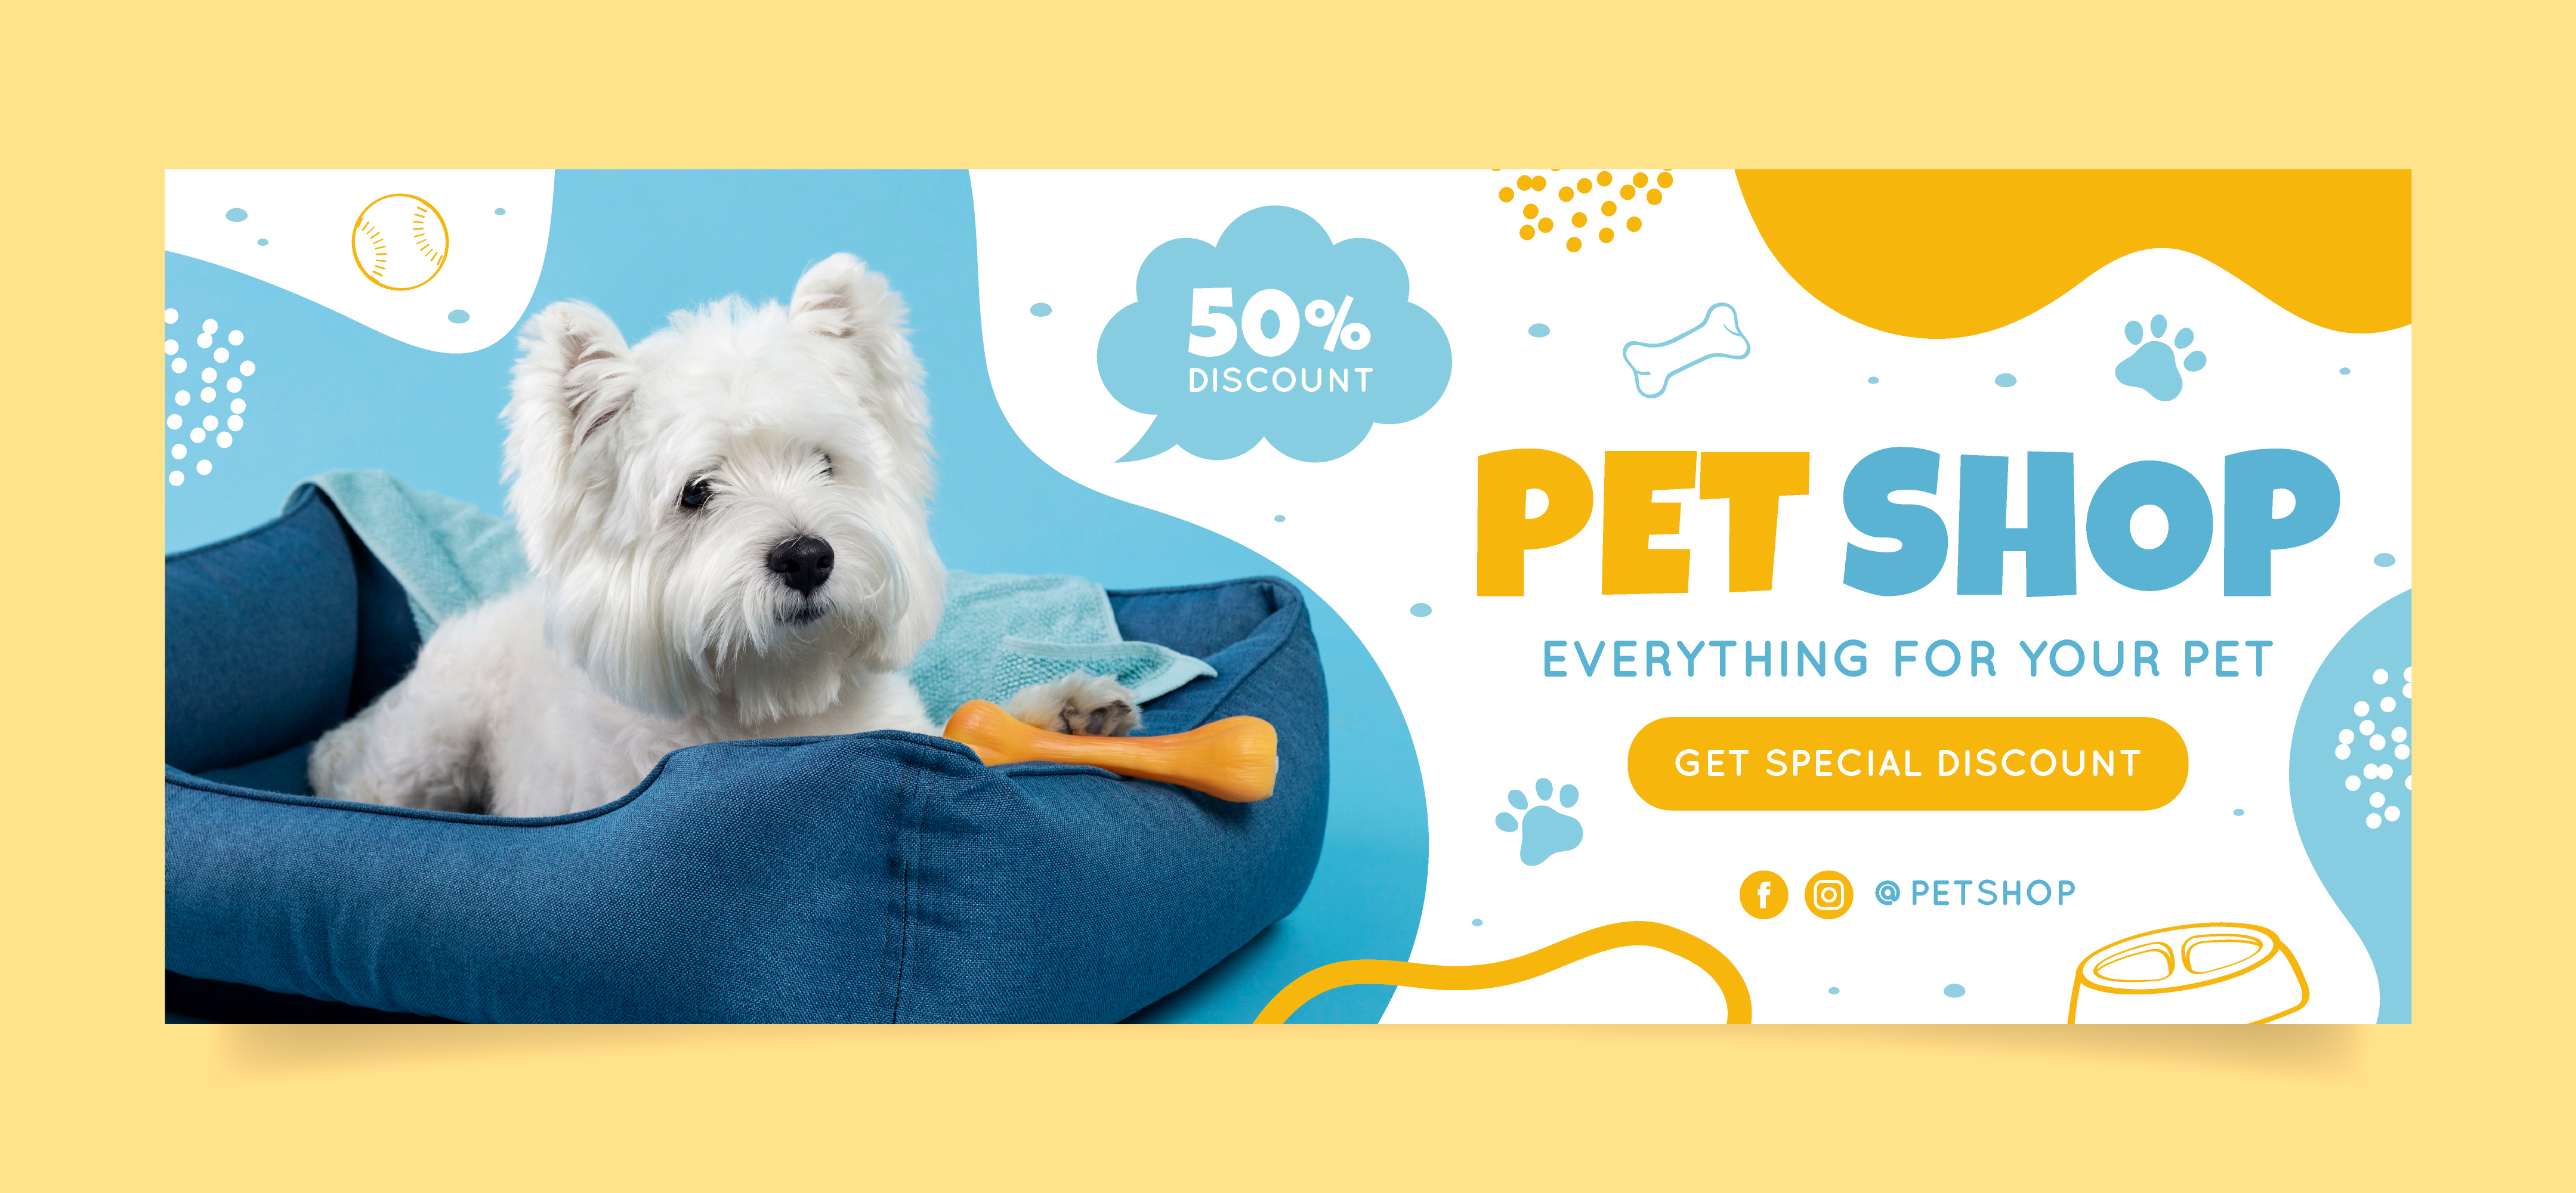 50%
DISCOUNT
PET SHOP
EVERYTHING FOR YOUR PET
GET SPECIAL DISCOUNT
@PETSHOP